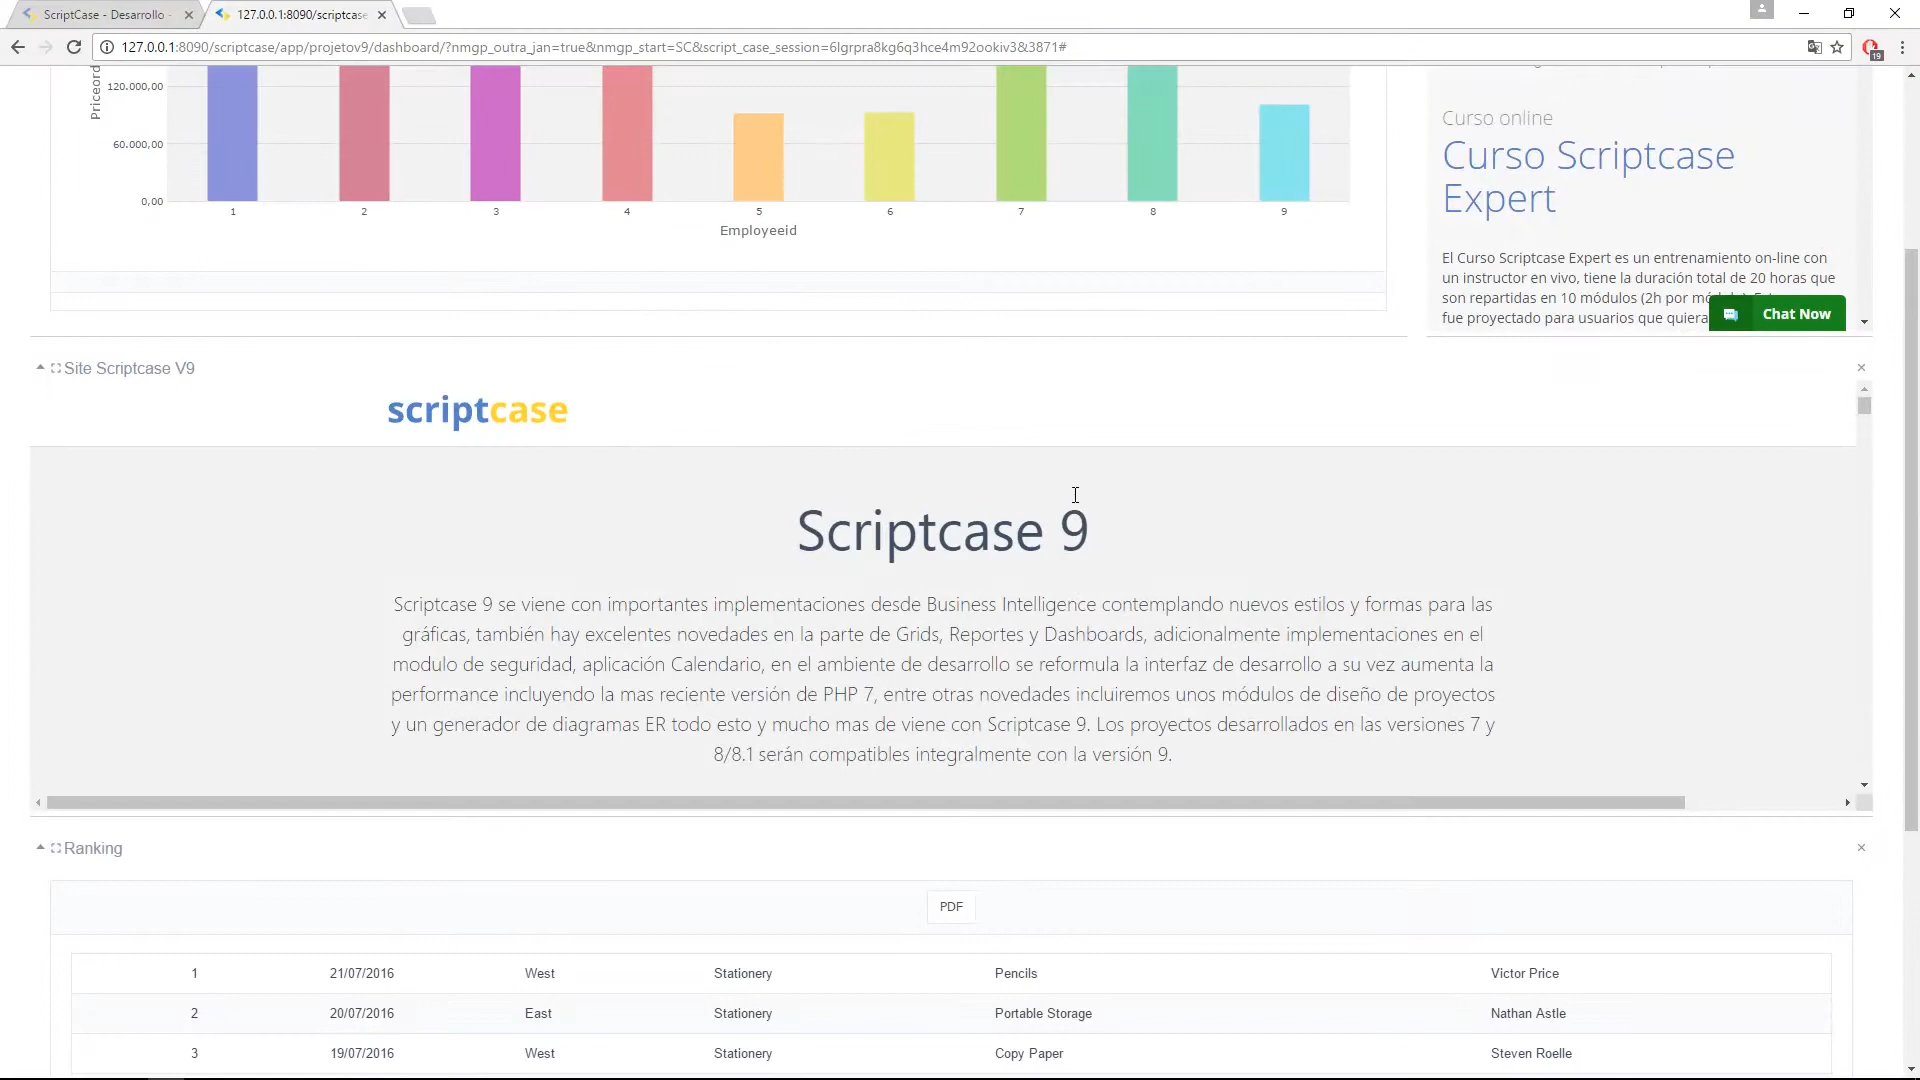 ScriptCase - Desarrollo
127.0.0.1:8090/scriptcase
127.0.0.1:8090/scriptcase/app/projetov9/dashboard/?nmgp_outra_jan=true&nmgp_start=SC&script_case_session=6lgrpra8kg6q3hce4m92ookiv3&3871#
19
Priceord
120.000,00
60.000,00
0,00
1 2 3 4 5 6 7 8 9
Employeeid
Curso online
Curso Scriptcase
Expert
El Curso Scriptcase Expert es un entrenamiento on-line con
un instructor en vivo, tiene la duración total de 20 horas que
son repartidas en 10 módulos (2h por
fue proyectado para usuarios que quiera
Chat Now
Site Scriptcase V9
scriptcase
Scriptcase 9
Scriptcase 9 se viene con importantes implementaciones desde Business Intelligence contemplando nuevos estilos y formas para las
gráficas, también hay excelentes novedades en la parte de Grids, Reportes y Dashboards, adicionalmente implementaciones en el
modulo de seguridad, aplicación Calendario, en el ambiente de desarrollo se reformula la interfaz de desarrollo a su vez aumenta la
performance incluyendo la mas reciente versión de PHP 7, entre otras novedades incluiremos unos módulos de diseño de proyectos
y un generador de diagramas ER todo esto y mucho mas de viene con Scriptcase 9. Los proyectos desarrollados en las versiones 7 y
8/8.1 serán compatibles integralmente con la versión 9.
Ranking
PDF
1 21/07/2016 West Stationery Pencils Victor Price
2 20/07/2016 East Stationery Portable Storage Nathan Astle
3 19/07/2016 West Stationery Copy Paper Steven Roelle